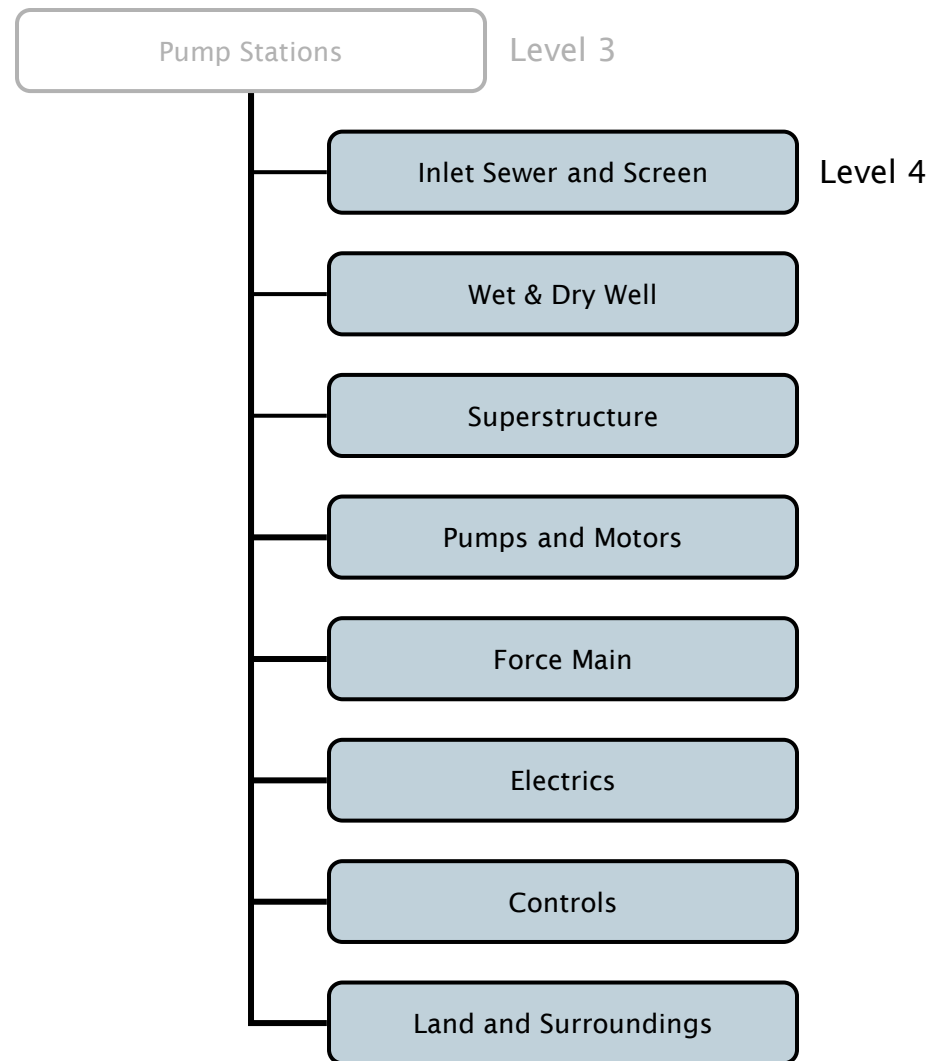 Pump Stations
Level 3
Inlet Sewer and Screen
Level 4
Wet & Dry Well
Superstructure
Pumps and Motors
Force Main
Electrics
Controls
Land and Surroundings